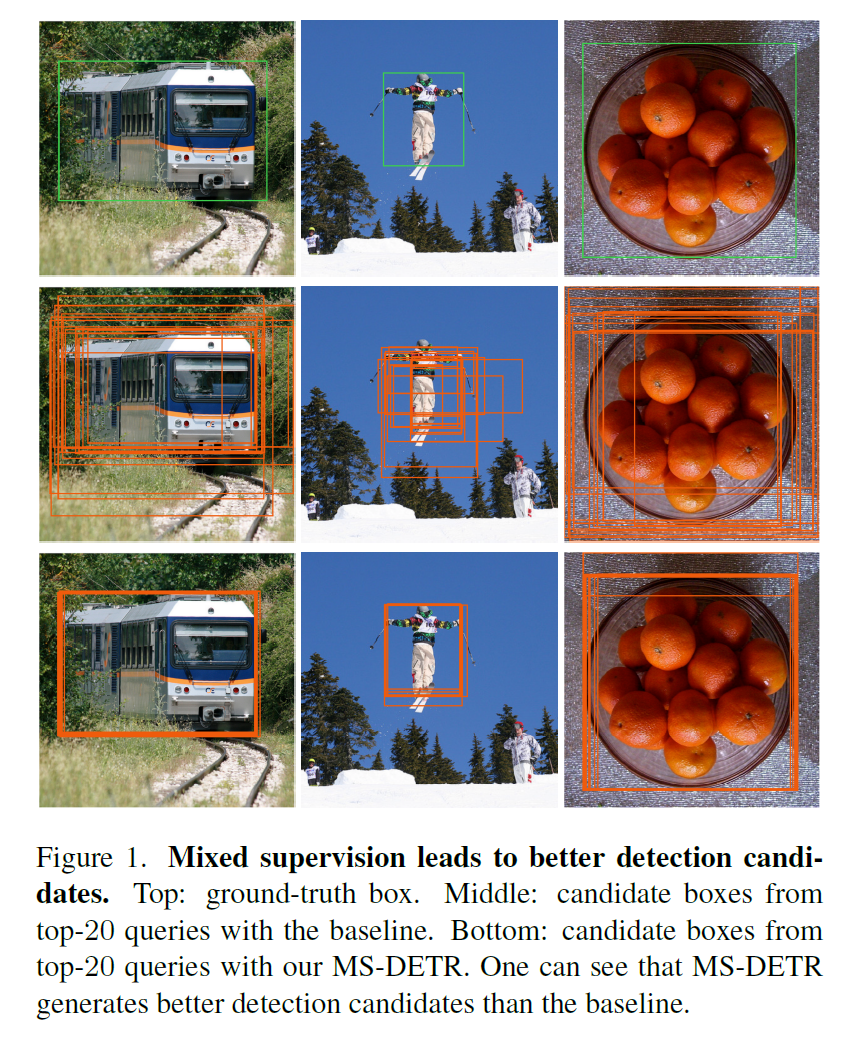 Figure 1. Mixed supervision leads to better detection candi-
dates. Top: ground-truth box. Middle: candidate boxes from
top-20 queries with the baseline. Bottom: candidate boxes from
top-20 queries with our MS-DETR. One can see that MS-DETR
generates better detection candidates than the baseline.